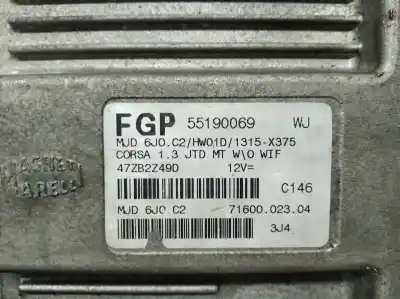 FGP 55190069 WJ
MJD 6JO.C2/HW01D/1315-X375
CORSA 1.3 JTD MT W\O WIF
47ZB2Z49D 12V=
C146
MJD 6JO C2 71600.023.04
3J4
MAGNETI
MARELLI